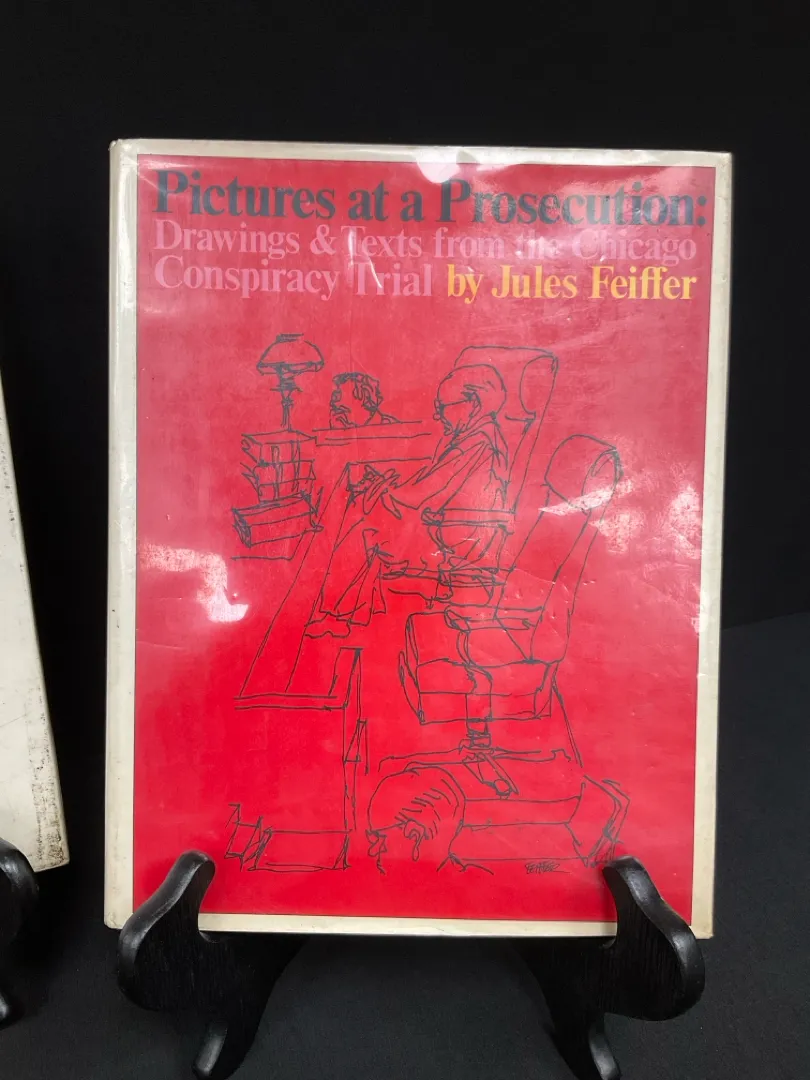 Pictures at a Prosecution:
Drawings & Texts from the Chicago
Conspiracy Trial by Jules Feiffer
FEIFFER